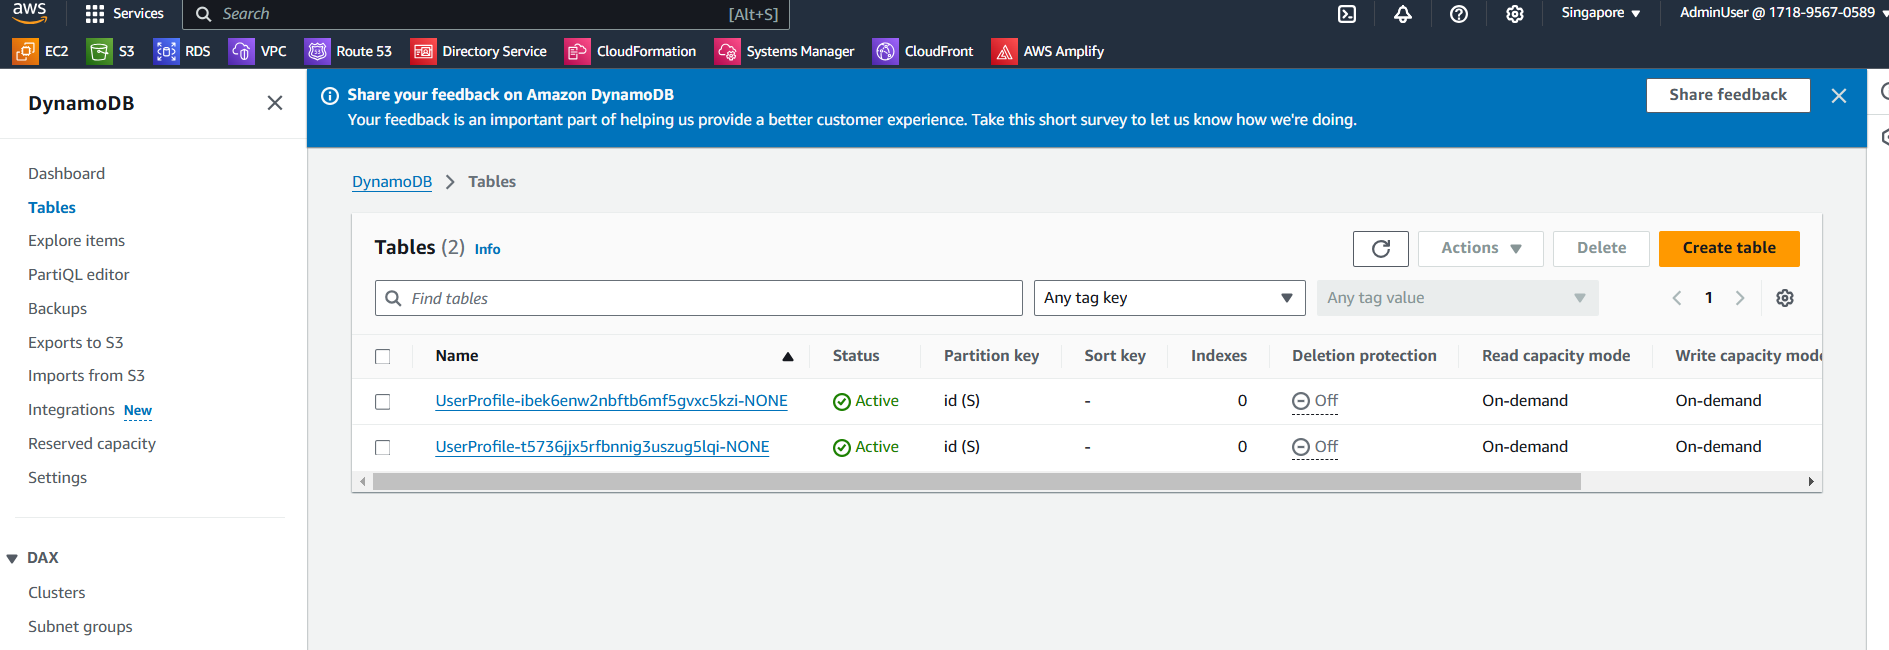 aws
Services
Search
[Alt+S]
Singapore
AdminUser @ 1718-9567-0589
EC2
S3
RDS
VPC
Route 53
Directory Service
CloudFormation
Systems Manager
CloudFront
AWS Amplify
DynamoDB
Dashboard
Tables
Explore items
PartiQL editor
Backups
Exports to S3
Imports from S3
Integrations New
Reserved capacity
Settings
DAX
Clusters
Subnet groups
Share your feedback on Amazon DynamoDB
Your feedback is an important part of helping us provide a better customer experience. Take this short survey to let us know how we're doing.
Share feedback
DynamoDB > Tables
Tables (2) Info
Actions
Delete
Create table
Find tables
Any tag key
Any tag value
1
Name Status Partition key Sort key Indexes Deletion protection Read capacity mode Write capacity mode
UserProfile-ibek6enw2nbftb6mf5gvxc5kzi-NONE Active id (S) - 0 Off On-demand On-demand
UserProfile-t5736jjx5rfbnnig3uszug5lqi-NONE Active id (S) - 0 Off On-demand On-demand